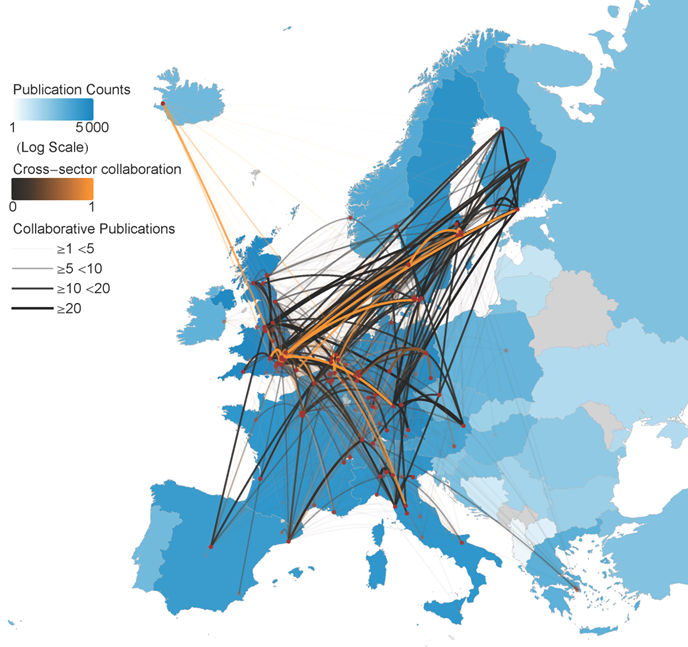 Publication Counts
1 5000
(Log Scale)
Cross−sector collaboration
0 1
Collaborative Publications
≥1 <5
≥5 <10
≥10 <20
≥20